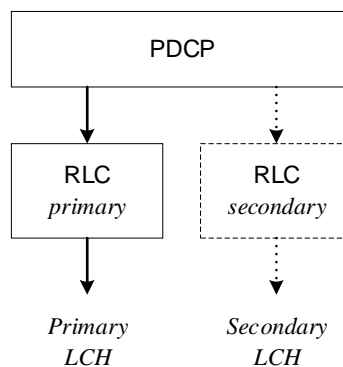 PDCP
RLC
primary
RLC
secondary
Primary
LCH
Secondary
LCH